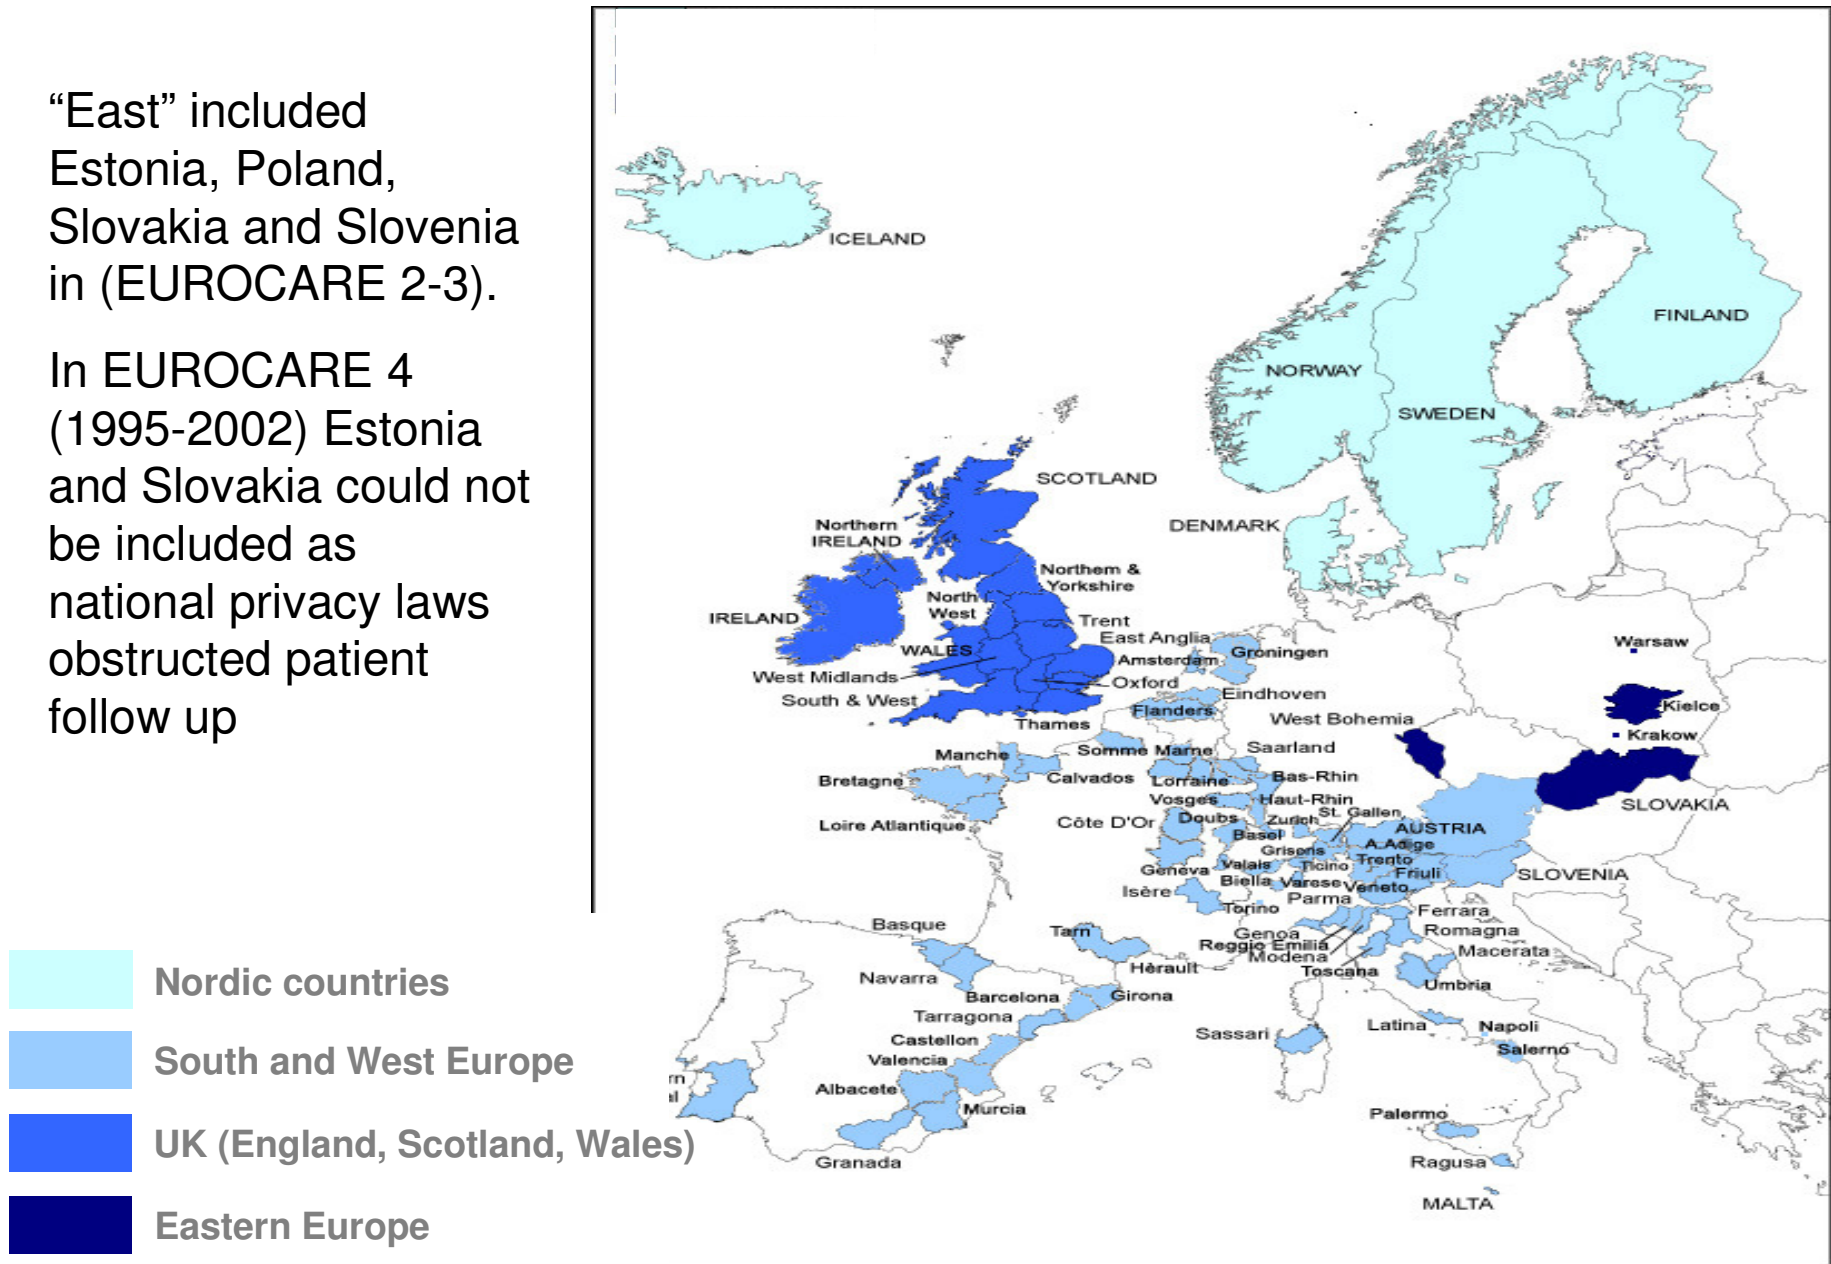 “East” included
Estonia, Poland,
Slovakia and Slovenia
in (EUROCARE 2-3).
In EUROCARE 4
(1995-2002) Estonia
and Slovakia could not
be included as
national privacy laws
obstructed patient
follow up
ICELAND
FINLAND
NORWAY
SWEDEN
SCOTLAND
DENMARK
Northern
IRELAND
Northern &
Yorkshire
North
West
IRELAND
Trent
East Anglia
WALES
Amsterdam
Groningen
Warsaw
West Midlands
Oxford
South & West
Eindhoven
Flanders
Thames
West Bohemia
Kielce
Krakow
Manche
Somme
Marne
Saarland
Bretagne
Calvados
Lorraine
Bas-Rhin
Vosges
Haut-Rhin
SLOVAKIA
Loire Atlantique
Côte D'Or
Doubs
Zurich
St. Gallen
Basel
AUSTRIA
Grisons
A.Adige
Geneva
Valais
Ticino
Trento
Friuli
SLOVENIA
Isère
Biella
Varese
Veneto
Torino
Parma
Ferrara
Basque
Tarn
Genoa
Romagna
Reggio Emilia
Modena
Macerata
Navarra
Hèrault
Toscana
Umbria
Barcelona
Girona
Tarragona
Sassari
Latina
Napoli
Castellon
Salerno
Valencia
Albacete
rn
al
Murcia
Palermo
Granada
Ragusa
MALTA
Nordic countries
South and West Europe
UK (England, Scotland, Wales)
Eastern Europe